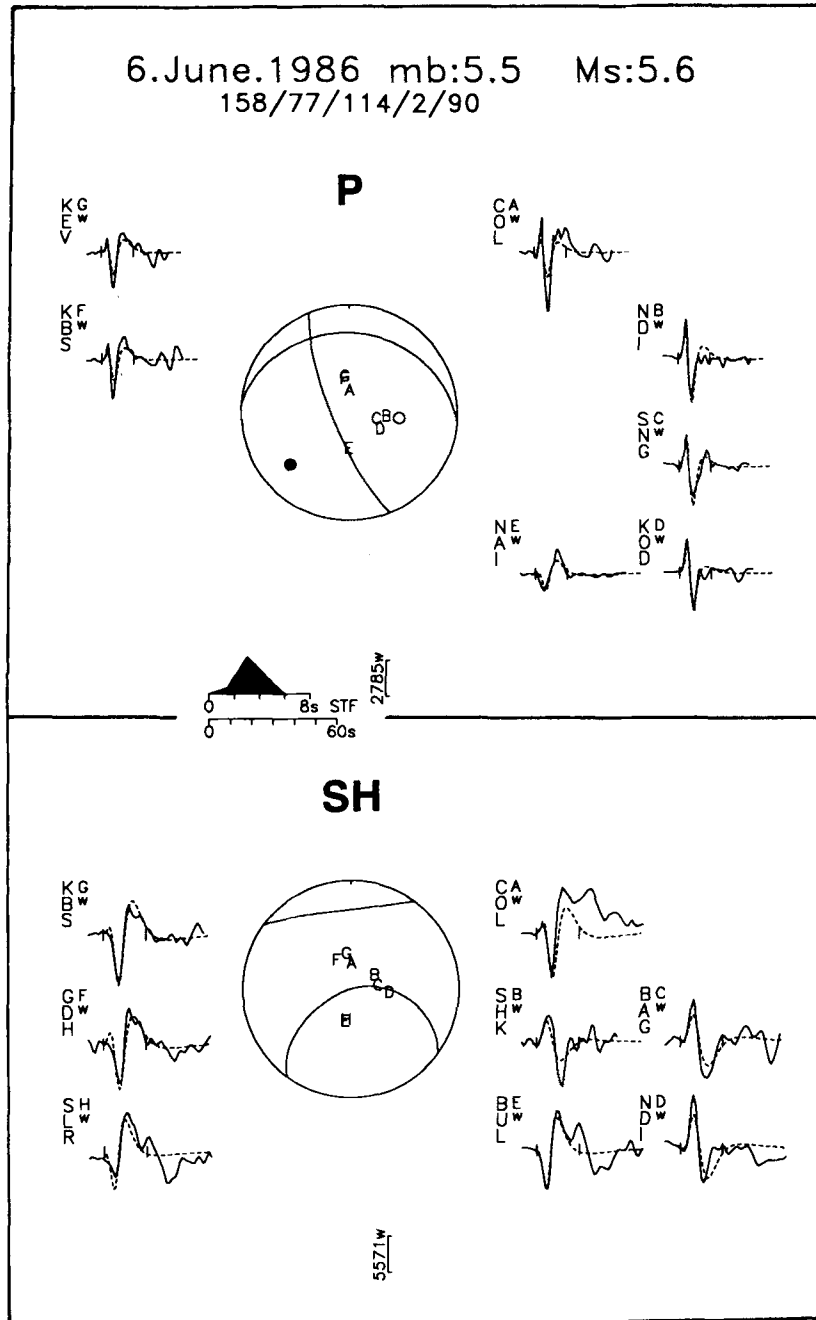 6.June.1986 mb:5.5 Ms:5.6
158/77/114/2/90
P
KEV G w
COL A w
KBS F w
NDI B w
SNG C w
NAI E w
KOD D w
G
F
A
C B
D
E
2785w
0 8s STF
0 60s
SH
KBS G w
COL A w
GDH F w
SHK B w
BAG C w
SLR H w
BUL E w
NDI D w
F G
A
B
C D
5571w